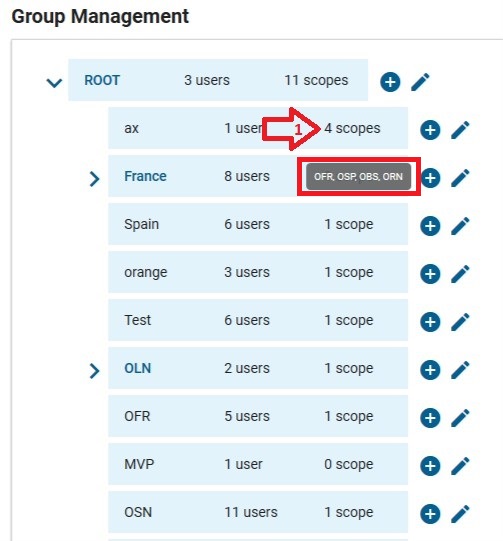 Group Management
ROOT 3 users 11 scopes
ax 1 user 1 4 scopes
France 8 users OFR, OSP, OBS, ORN
Spain 6 users 1 scope
orange 3 users 1 scope
Test 6 users 1 scope
OLN 2 users 1 scope
OFR 5 users 1 scope
MVP 1 user 0 scope
OSN 11 users 1 scope